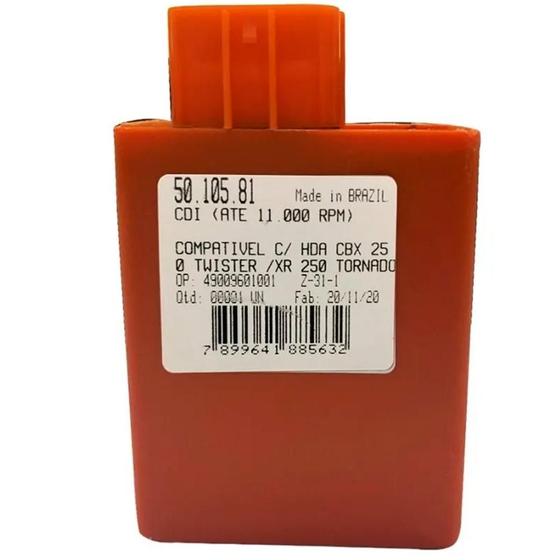 50.105.81 Made in BRAZIL
CDI (ATE 11.000 RPM)
COMPATIVEL C/ HDA CBX 25
0 TWISTER /XR 250 TORNADO
OP: 49009601001 Z-31-1
Qtd: 00001 UN Fab: 20/11/20
7 899641 885632